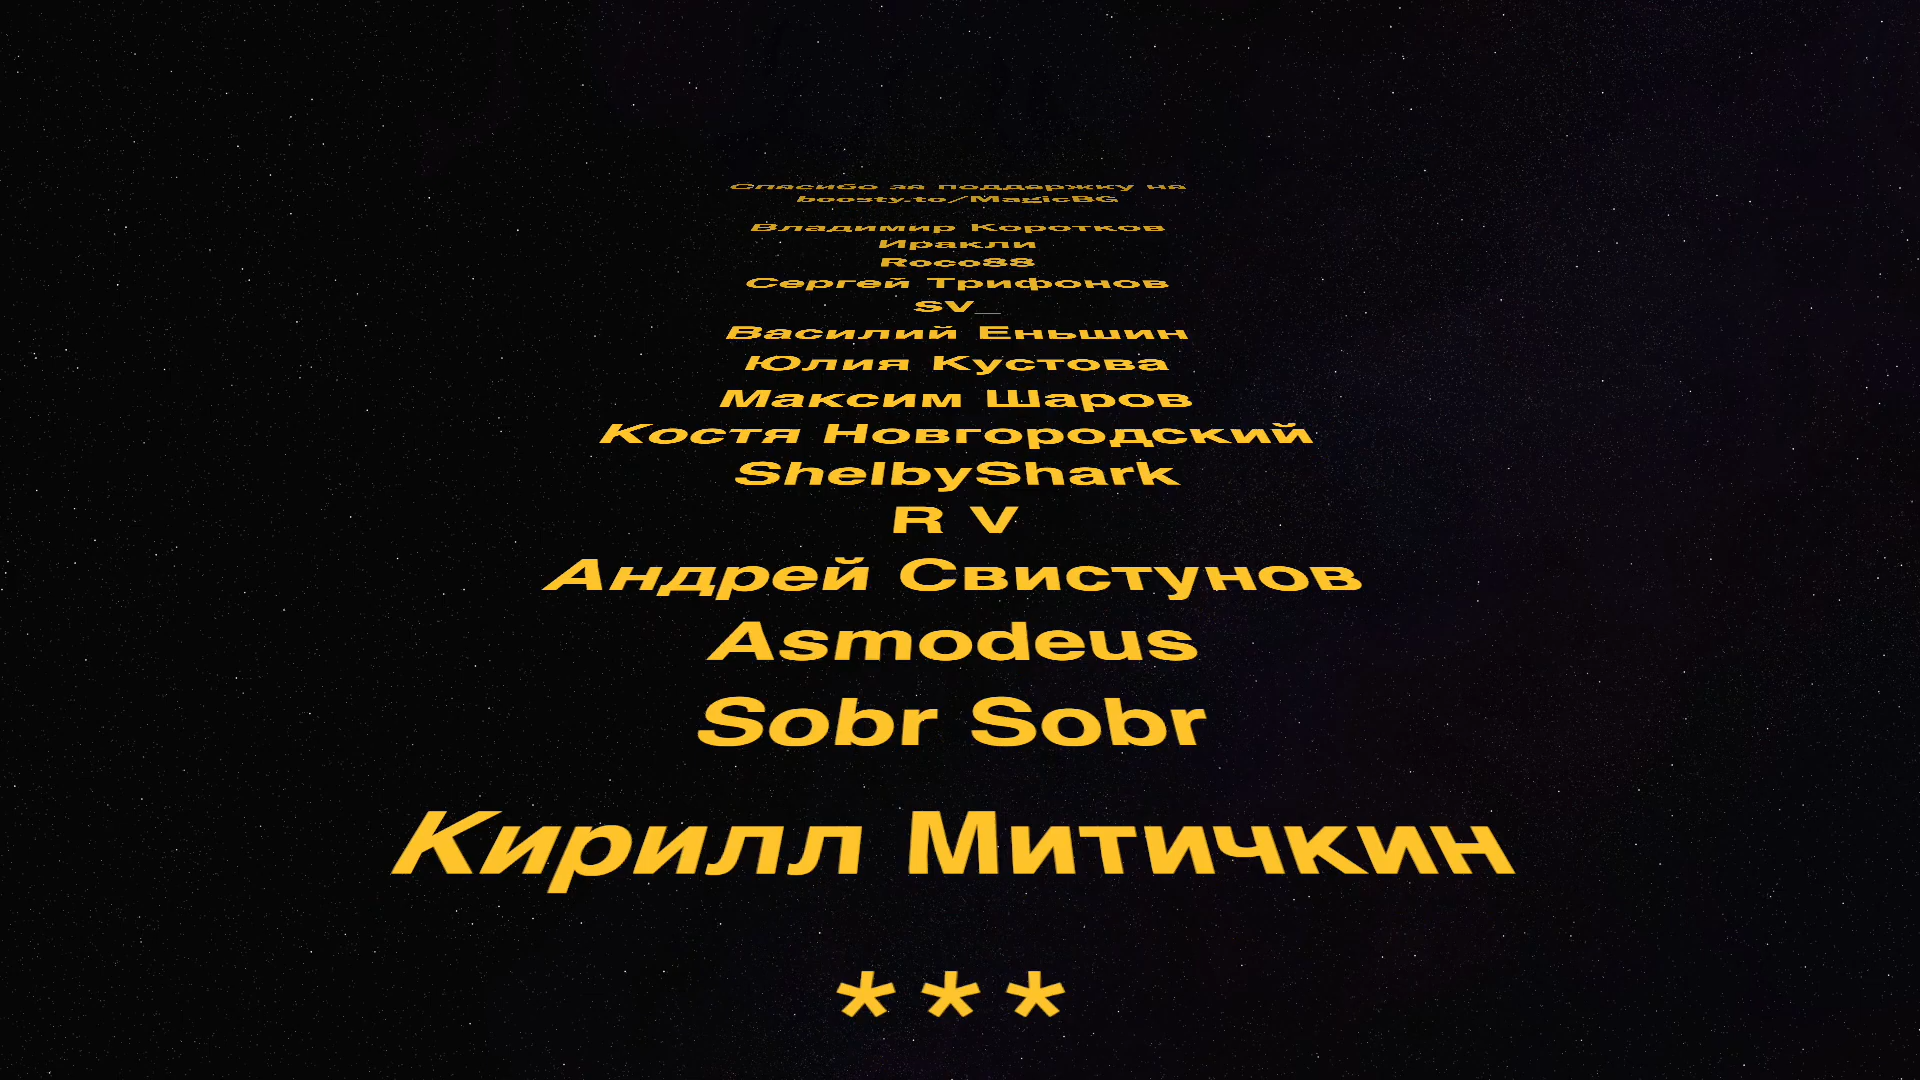 Спасибо за поддержку на
boosty.to/MagicBG
Владимир Коротков
Иракли
Roco88
Сергей Трифонов
sv_
Василий Еньшин
Юлия Кустова
Максим Шаров
Костя Новгородский
ShelbyShark
R V
Андрей Свистунов
Asmodeus
Sobr Sobr
Кирилл Митичкин
***